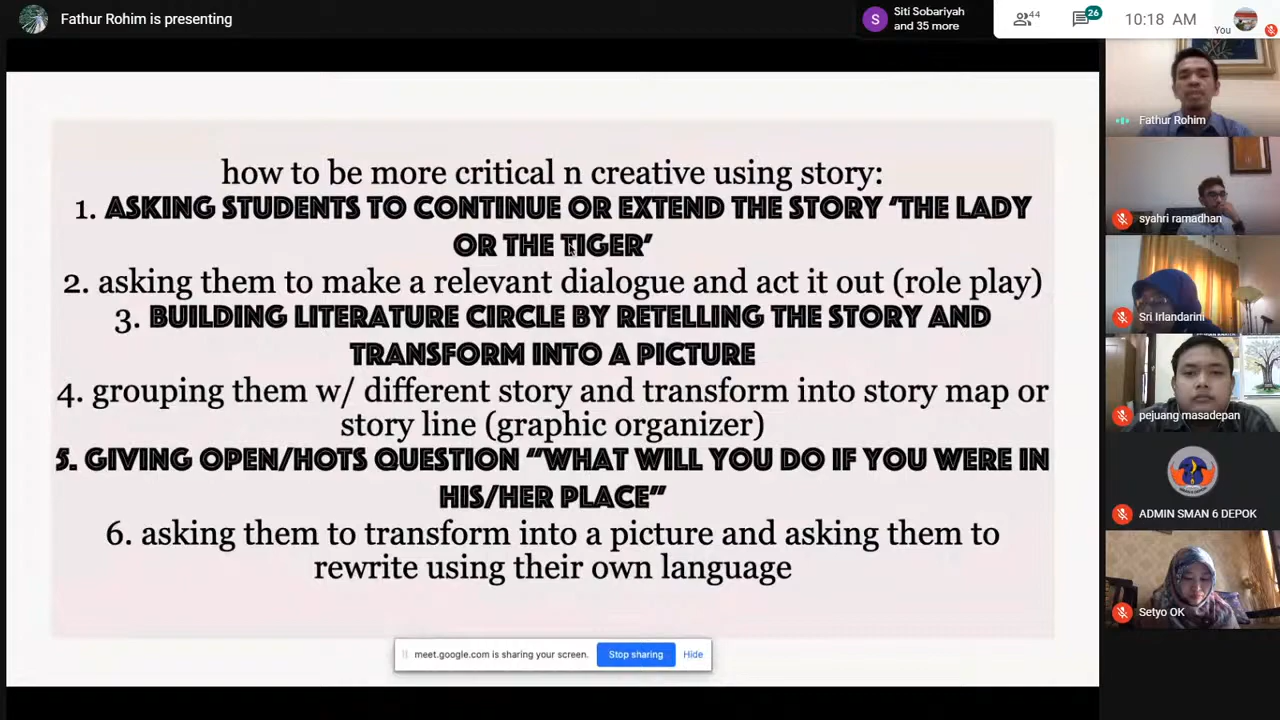 Fathur Rohim is presenting
S
Siti Sobariyah
and 35 more
44
26
10:18 AM
You
how to be more critical n creative using story:
1. ASKING STUDENTS TO CONTINUE OR EXTEND THE STORY ‘THE LADY
OR THE TIGER’
2. asking them to make a relevant dialogue and act it out (role play)
3. BUILDING LITERATURE CIRCLE BY RETELLING THE STORY AND
TRANSFORM INTO A PICTURE
4. grouping them w/ different story and transform into story map or
story line (graphic organizer)
5. GIVING OPEN/HOTS QUESTION “WHAT WILL YOU DO IF YOU WERE IN
HIS/HER PLACE”
6. asking them to transform into a picture and asking them to
rewrite using their own language
meet.google.com is sharing your screen.
Stop sharing
Hide
Fathur Rohim
syahri ramadhan
Sri Irlandarini
pejuang masadepan
ADMIN SMAN 6 DEPOK
Setyo OK